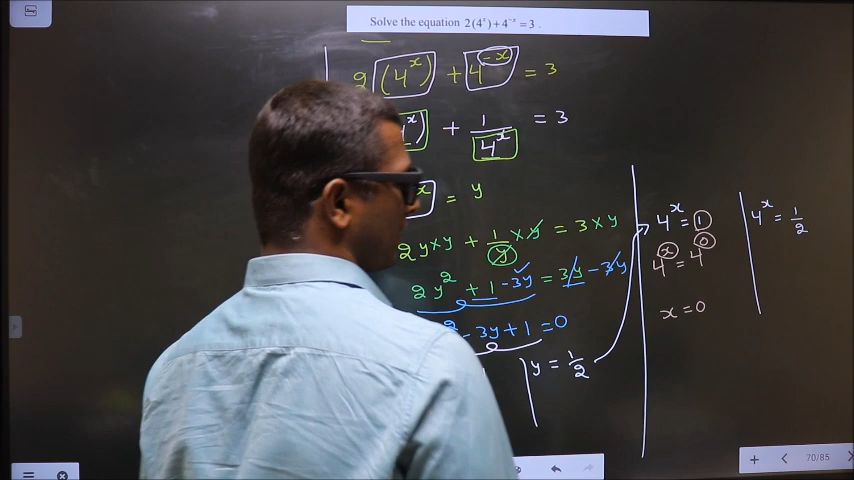 Solve the equation 2(4ˣ)+4⁻ˣ=3.
2(4ˣ) + 4⁻ˣ = 3
ˣ) + 1/4ˣ = 3
ˣ = y
2y×y + 1/y ×y = 3×y
2y² + 1 - 3y = 3y - 3y
² - 3y + 1 = 0
y = 1/2
4ˣ = 1
4ˣ = 4⁰
x = 0
4ˣ = 1/2
70/85